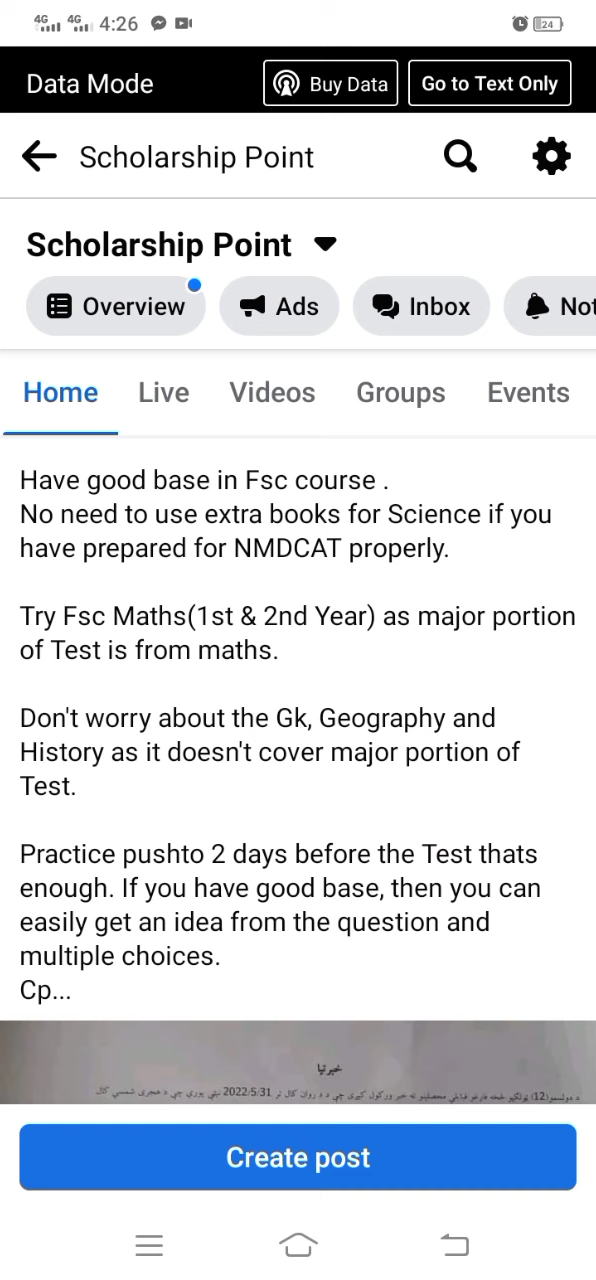 4G 4G 4:26 24
Data Mode Buy Data Go to Text Only
Scholarship Point
Scholarship Point
Overview Ads Inbox Not
Home Live Videos Groups Events
Have good base in Fsc course .
No need to use extra books for Science if you
have prepared for NMDCAT properly.
Try Fsc Maths(1st & 2nd Year) as major portion
of Test is from maths.
Don't worry about the Gk, Geography and
History as it doesn't cover major portion of
Test.
Practice pushto 2 days before the Test thats
enough. If you have good base, then you can
easily get an idea from the question and
multiple choices.
Cp...
خبرتیا
2022/5/31
Create post